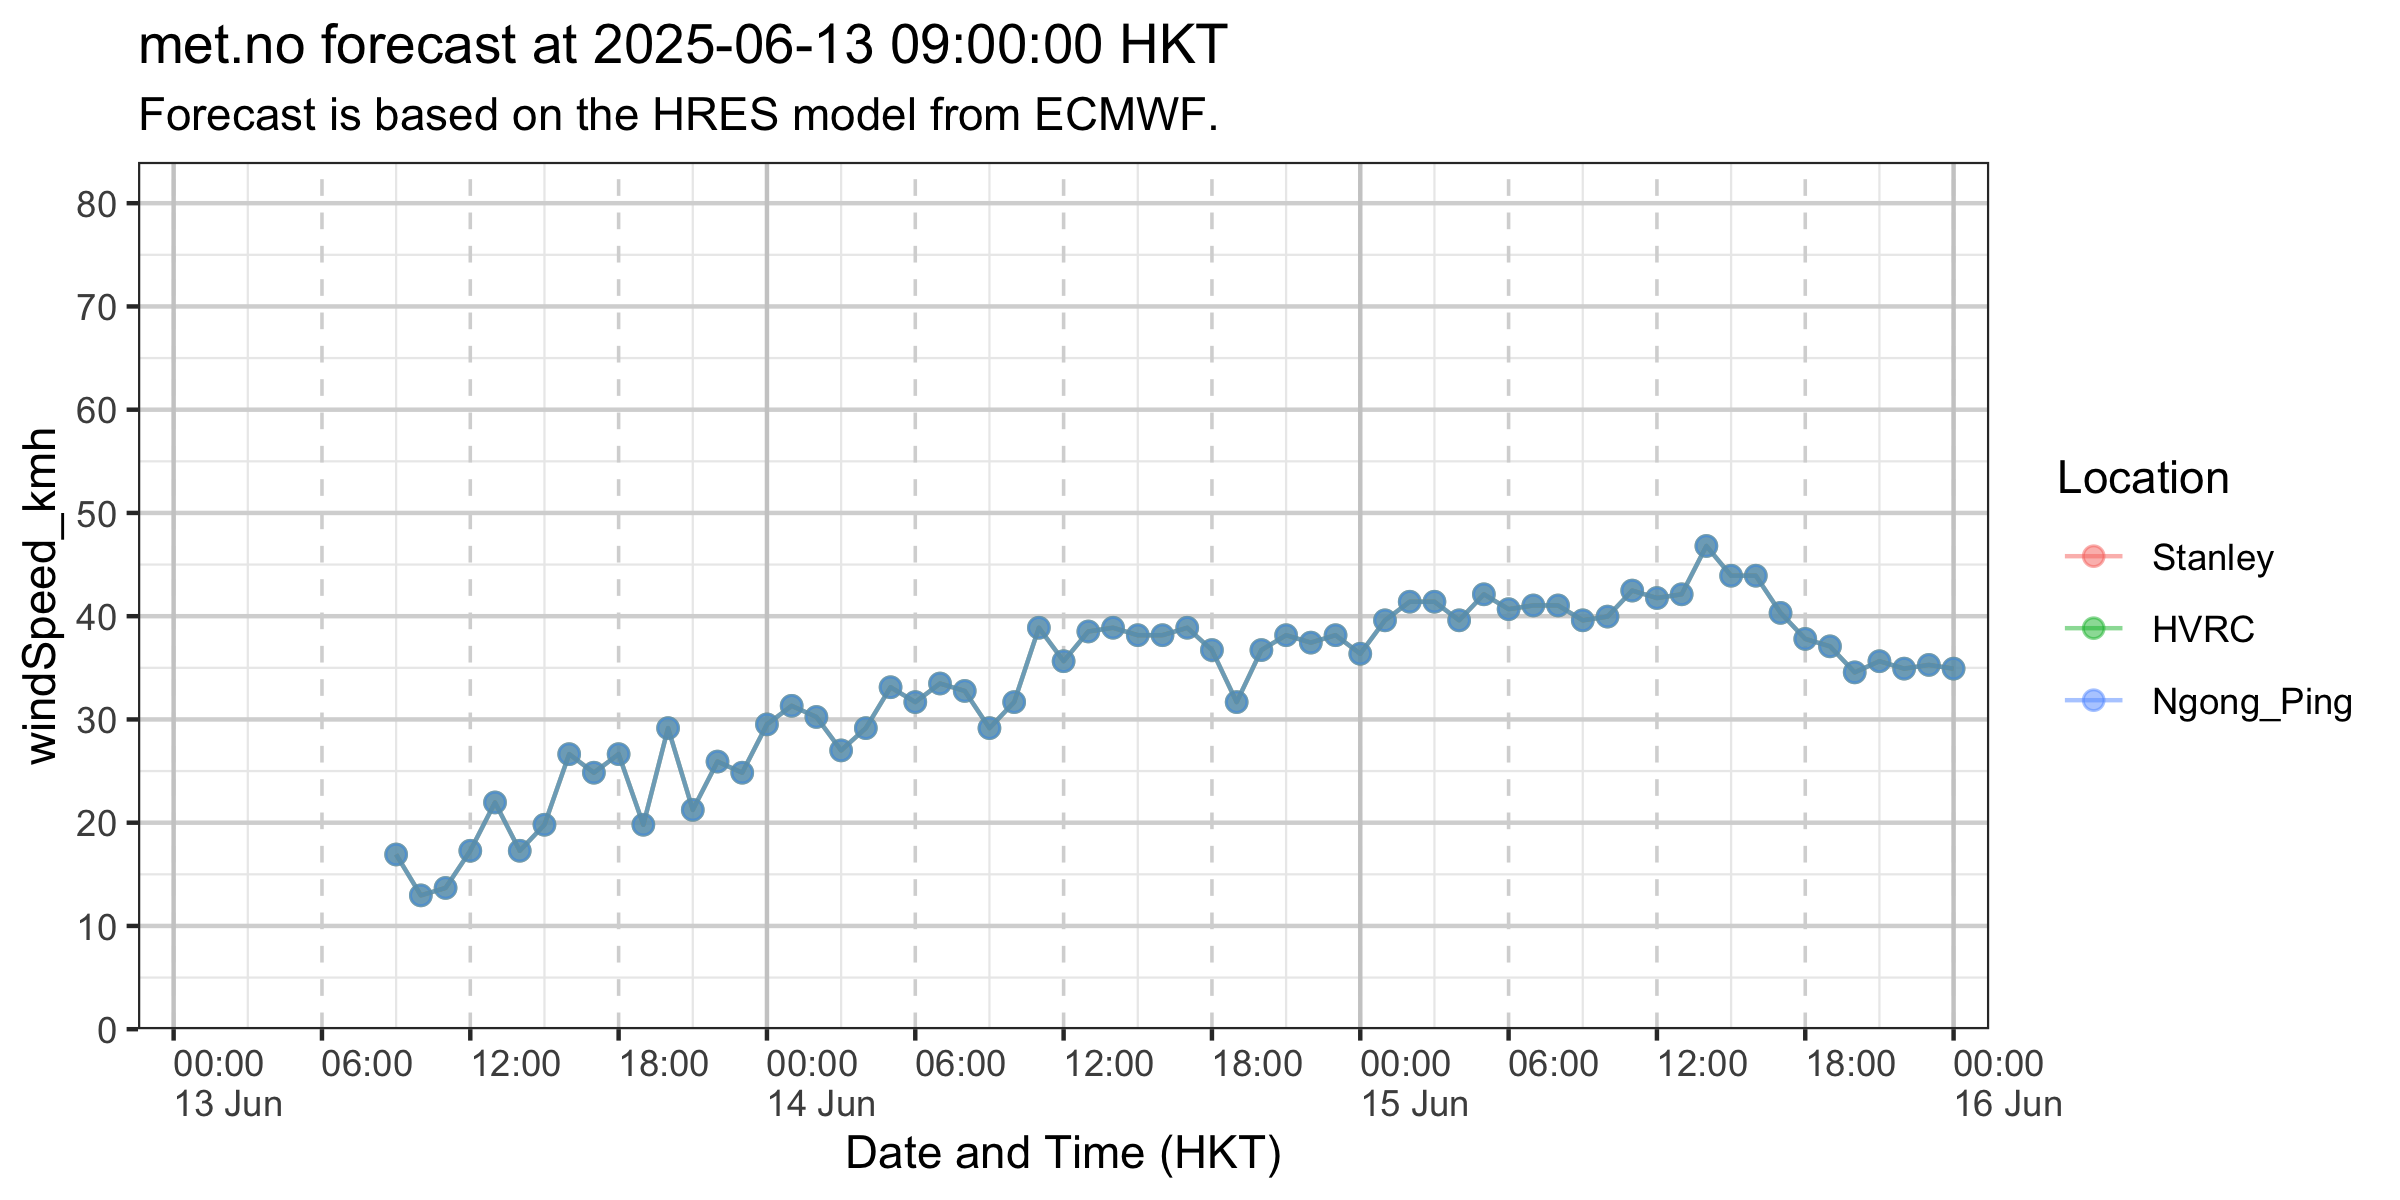 met.no forecast at 2025-06-13 09:00:00 HKT
Forecast is based on the HRES model from ECMWF.
windSpeed_kmh
80
70
60
50
40
30
20
10
0
00:00 06:00 12:00 18:00 00:00 06:00 12:00 18:00 00:00 06:00 12:00 18:00 00:00
13 Jun 14 Jun 15 Jun 16 Jun
Date and Time (HKT)
Location
Stanley
HVRC
Ngong_Ping